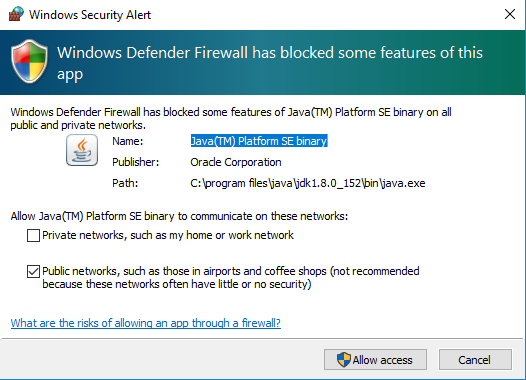 Windows Security Alert
Windows Defender Firewall has blocked some features of this
app
Windows Defender Firewall has blocked some features of Java(TM) Platform SE binary on all
public and private networks.
Name: Java(TM) Platform SE binary
Publisher: Oracle Corporation
Path: C:\program files\java\jdk1.8.0_152\bin\java.exe
Allow Java(TM) Platform SE binary to communicate on these networks:
Private networks, such as my home or work network
Public networks, such as those in airports and coffee shops (not recommended
because these networks often have little or no security)
What are the risks of allowing an app through a firewall?
Allow access Cancel